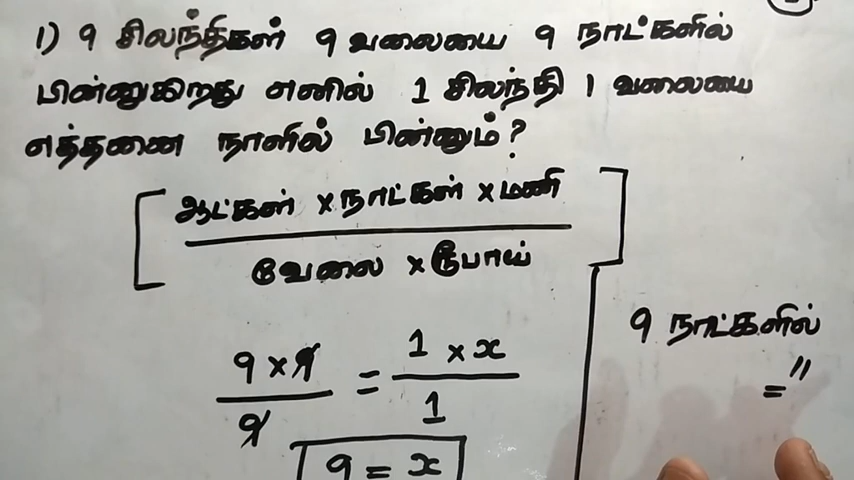 1) 9 சிலந்திகள் 9 வலையை 9 நாட்களில்
பின்னுகிறது எனில் 1 சிலந்தி 1 வலையை
எத்தனை நாளில் பின்னும்?
[ ஆட்கள் × நாட்கள் × மணி
வேலை × ரூபாய் ]
9 × 9 / 9 = 1 × x / 1
9 = x
9 நாட்களில்
= "